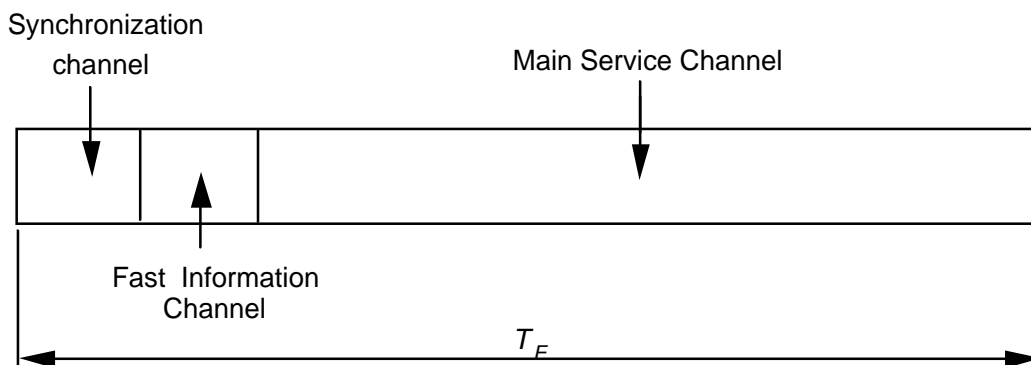 Synchronization
channel
Main Service Channel
Fast Information
Channel
T F